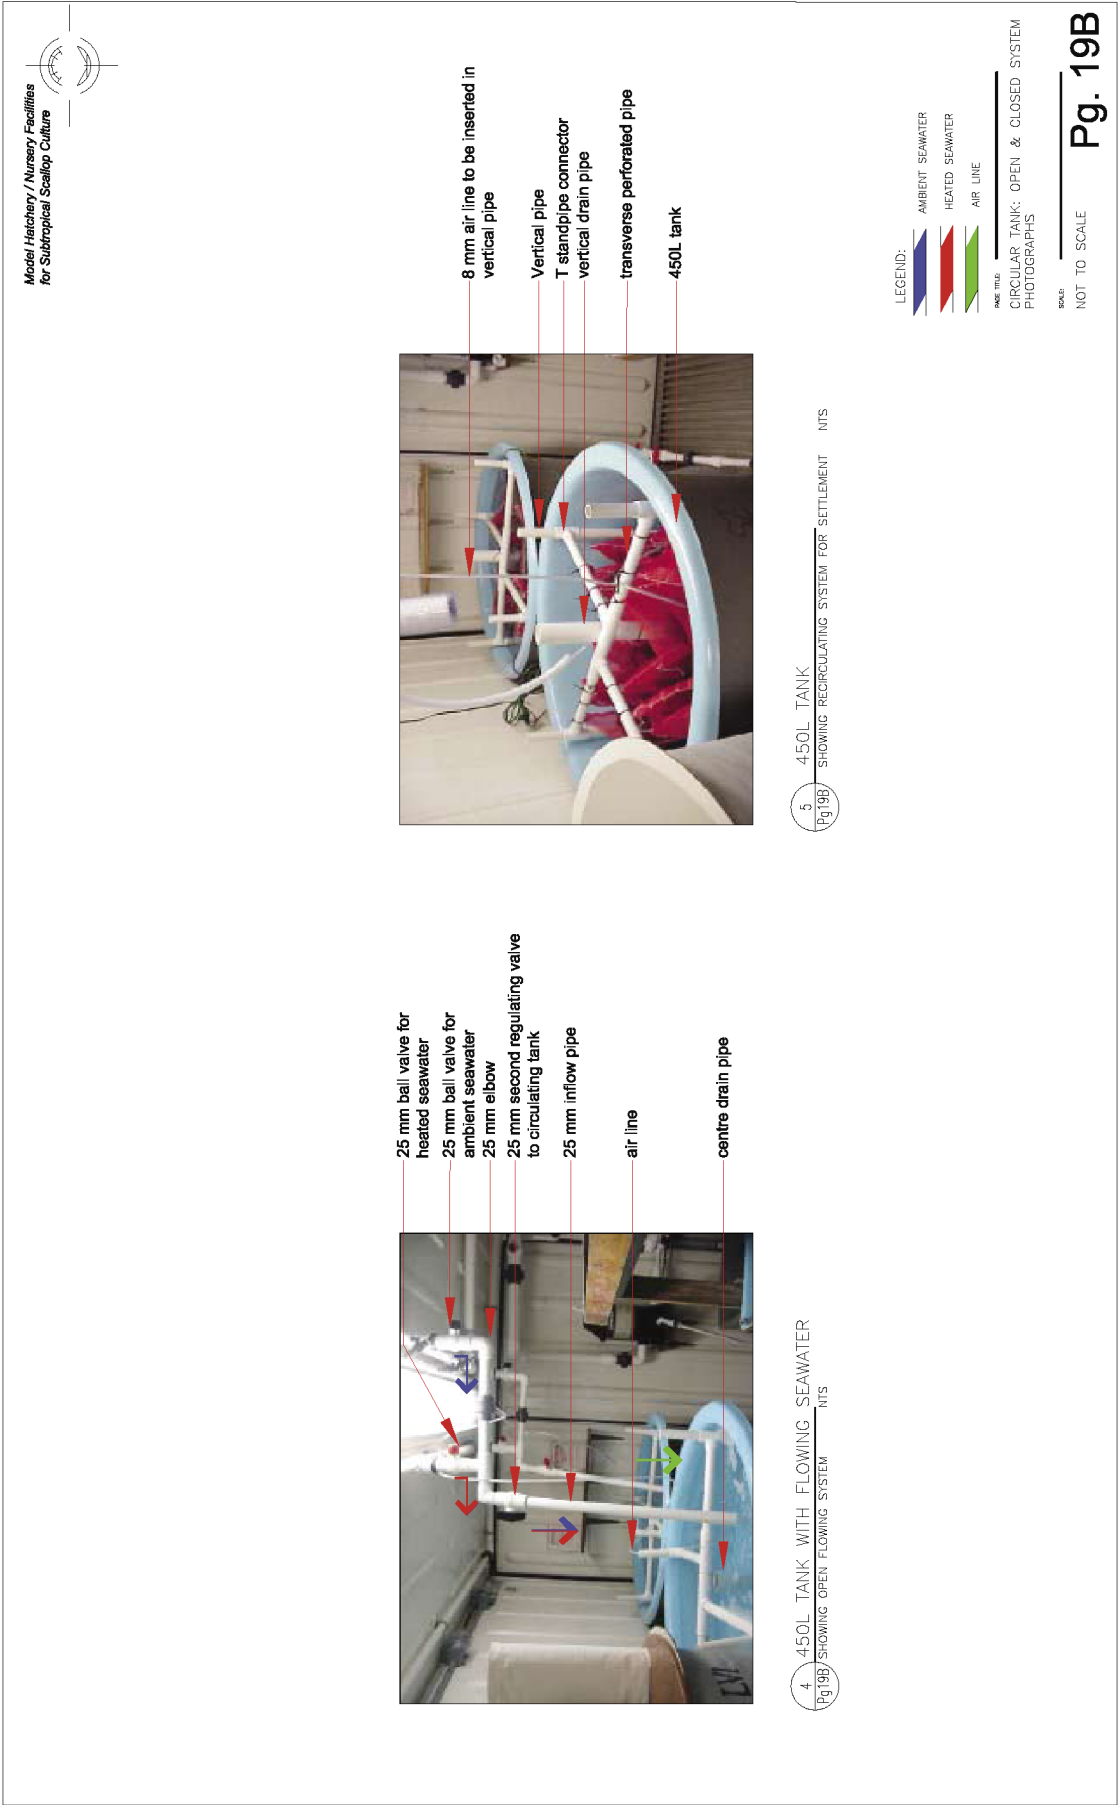 Model Hatchery / Nursery Facilities
for Subtropical Scallop Culture
25 mm ball valve for
heated seawater
25 mm ball valve for
ambient seawater
25 mm elbow
25 mm second regulating valve
to circulating tank
25 mm inflow pipe
air line
centre drain pipe
4
Pg19B
450L TANK WITH FLOWING SEAWATER
SHOWING OPEN FLOWING SYSTEM NTS
8 mm air line to be inserted in
vertical pipe
Vertical pipe
T standpipe connector
vertical drain pipe
transverse perforated pipe
450L tank
5
Pg19B
450L TANK
SHOWING RECIRCULATING SYSTEM FOR SETTLEMENT NTS
LEGEND:
AMBIENT SEAWATER
HEATED SEAWATER
AIR LINE
PAGE TITLE:
CIRCULAR TANK: OPEN & CLOSED SYSTEM
PHOTOGRAPHS
SCALE:
NOT TO SCALE
Pg. 19B